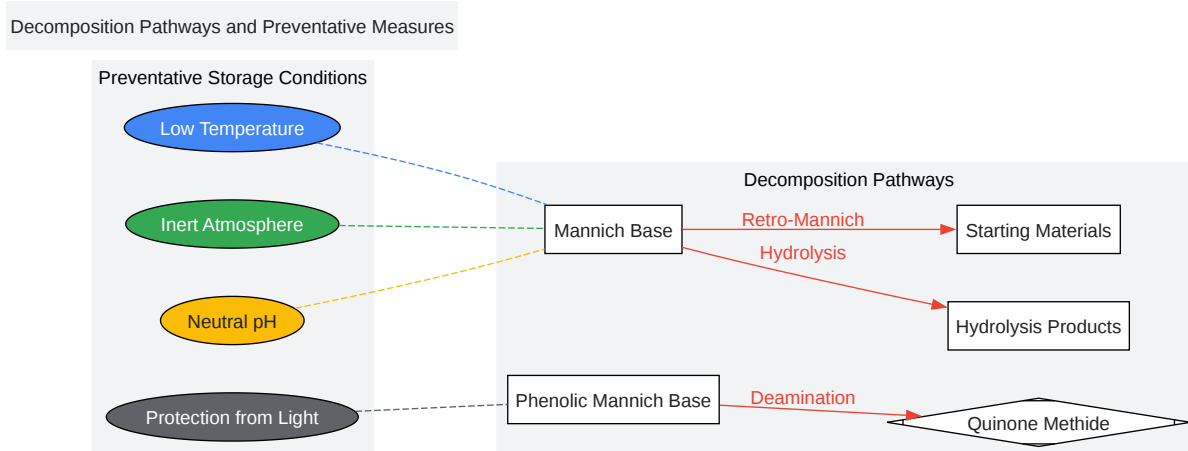 Decomposition Pathways and Preventative Measures
Preventative Storage Conditions
Low Temperature
Inert Atmosphere
Neutral pH
Protection from Light
Decomposition Pathways
Mannich Base
Retro-Mannich
Starting Materials
Hydrolysis
Hydrolysis Products
Phenolic Mannich Base
Deamination
Quinone Methide